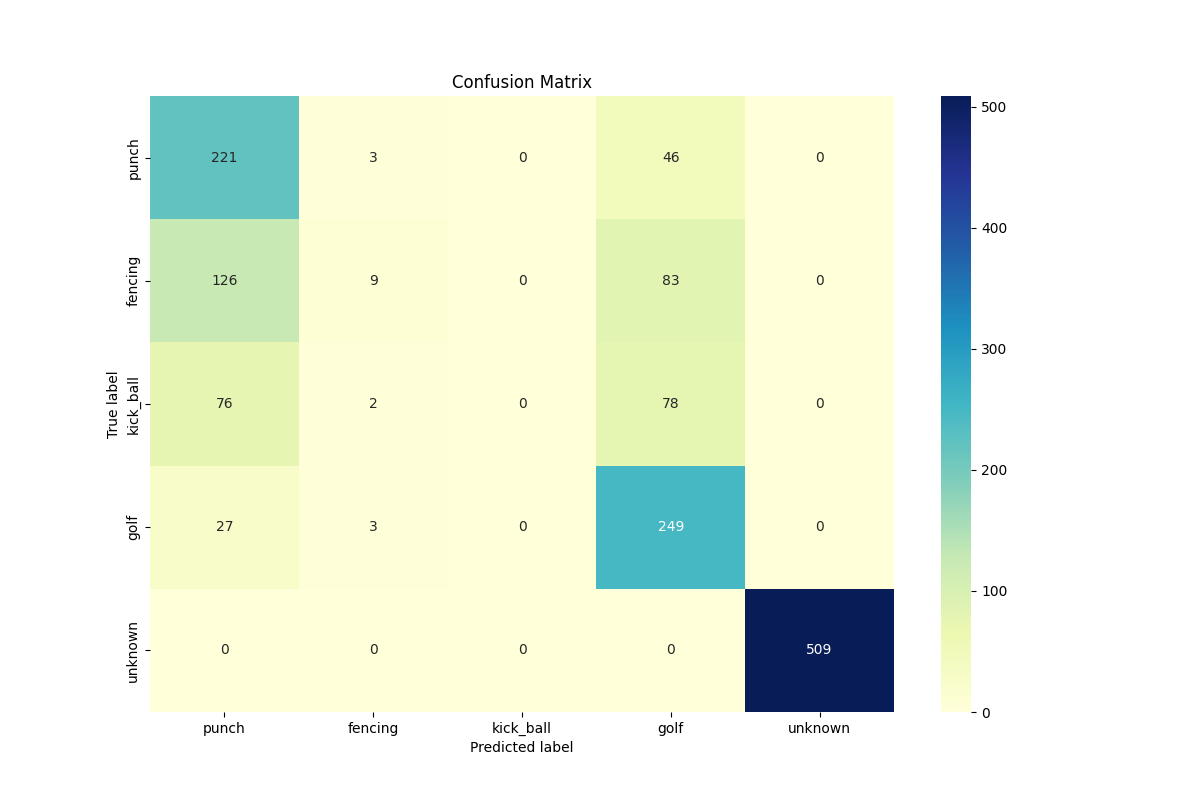 Confusion Matrix
True label
punch 221 3 0 46 0
fencing 126 9 0 83 0
kick_ball 76 2 0 78 0
golf 27 3 0 249 0
unknown 0 0 0 0 509
punch fencing kick_ball golf unknown
Predicted label
500
400
300
200
100
0